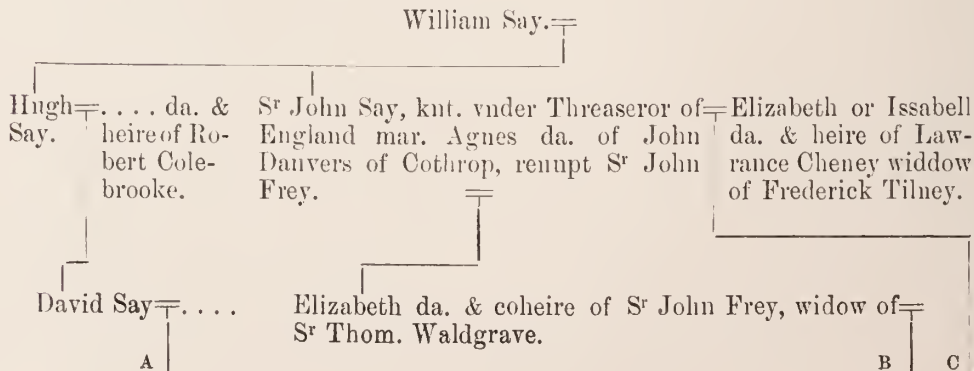 William Say.
Hugh
Say.
.... da. &
heire of Ro-
bert Cole-
brooke.
Sʳ John Say, knt. vnder Threaseror of
England mar. Agnes da. of John
Danvers of Cothrop, renupt Sʳ John
Frey.
Elizabeth or Issabell
da. & heire of Law-
rance Cheney widdow
of Frederick Tilney.
David Say
....
Elizabeth da. & coheire of Sʳ John Frey, widow of
Sʳ Thom. Waldgrave.
A
B
C